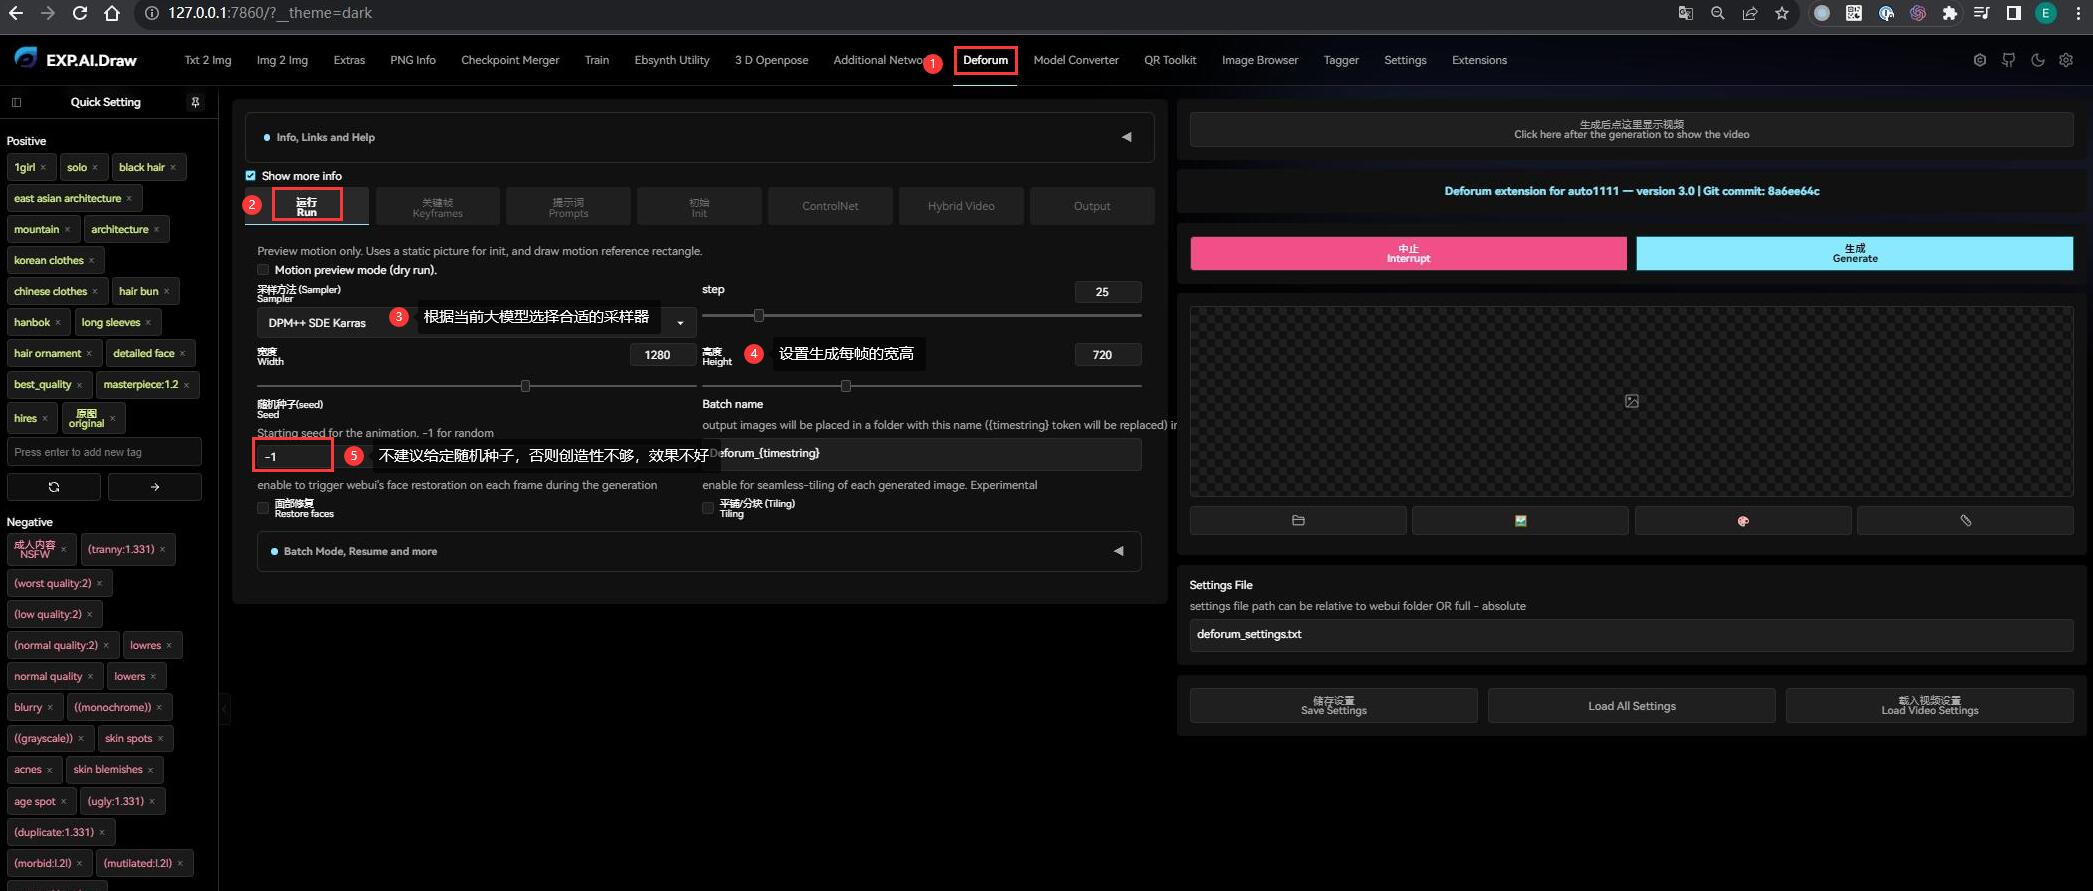 127.0.0.1:7860/?__theme=dark
E
EXP.AI.Draw
Txt 2 Img
Img 2 Img
Extras
PNG Info
Checkpoint Merger
Train
Ebsynth Utility
3 D Openpose
Additional Netwo
1
Deforum
Model Converter
QR Toolkit
Image Browser
Tagger
Settings
Extensions
Quick Setting
Positive
1girl ×
solo ×
black hair ×
east asian architecture ×
mountain ×
architecture ×
korean clothes ×
chinese clothes ×
hair bun ×
hanbok ×
long sleeves ×
hair ornament ×
detailed face ×
best_quality ×
masterpiece:1.2 ×
hires ×
原图
original ×
Press enter to add new tag
Negative
成人内容
NSFW ×
(tranny:1.331) ×
(worst quality:2) ×
(low quality:2) ×
(normal quality:2) ×
lowres ×
normal quality ×
lowers ×
blurry ×
((monochrome)) ×
((grayscale)) ×
skin spots ×
acnes ×
skin blemishes ×
age spot ×
(ugly:1.331) ×
(duplicate:1.331) ×
(morbid:l.2l) ×
(mutilated:l.2l) ×
Info, Links and Help
Show more info
2
运行
Run
关键帧
Keyframes
提示词
Prompts
初始
Init
ControlNet
Hybrid Video
Output
Preview motion only. Uses a static picture for init, and draw motion reference rectangle.
Motion preview mode (dry run).
采样方法 (Sampler)
Sampler
DPM++ SDE Karras
3
根据当前大模型选择合适的采样器
step
25
宽度
Width
1280
高度
Height
4
设置生成每帧的宽高
720
随机种子(seed)
Seed
Starting seed for the animation. -1 for random
-1
5
不建议给定随机种子，否则创造性不够，效果不好
Batch name
output images will be placed in a folder with this name ({timestring} token will be replaced) ir
Deforum_{timestring}
enable to trigger webui's face restoration on each frame during the generation
面部修复
Restore faces
enable for seamless-tiling of each generated image. Experimental
平铺/分块 (Tiling)
Tiling
Batch Mode, Resume and more
生成后点这里显示视频
Click here after the generation to show the video
Deforum extension for auto1111 — version 3.0 | Git commit: 8a6ee64c
中止
Interrupt
生成
Generate
Settings File
settings file path can be relative to webui folder OR full - absolute
deforum_settings.txt
储存设置
Save Settings
Load All Settings
载入视频设置
Load Video Settings